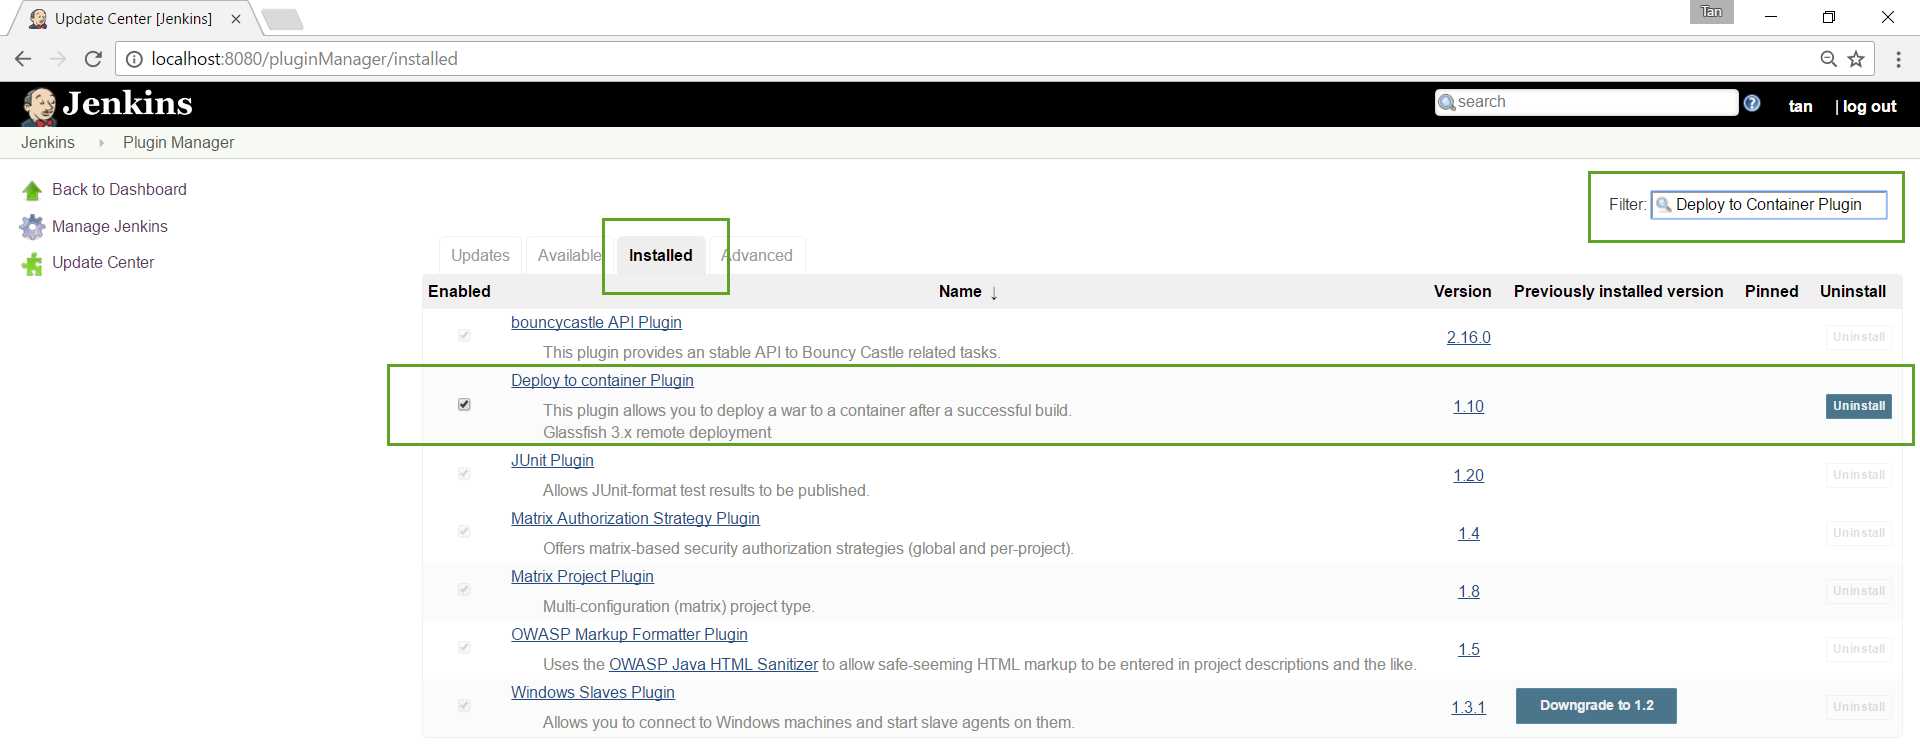 Update Center [Jenkins]
Tan
localhost:8080/pluginManager/installed
Jenkins
search
tan
| log out
Jenkins
Plugin Manager
Back to Dashboard
Manage Jenkins
Update Center
Filter: Deploy to Container Plugin
Updates
Available
Installed
Advanced
Enabled
Name ↓
Version
Previously installed version
Pinned
Uninstall
bouncycastle API Plugin
This plugin provides an stable API to Bouncy Castle related tasks.
2.16.0
Uninstall
Deploy to container Plugin
This plugin allows you to deploy a war to a container after a successful build.
Glassfish 3.x remote deployment
1.10
Uninstall
JUnit Plugin
Allows JUnit-format test results to be published.
1.20
Uninstall
Matrix Authorization Strategy Plugin
Offers matrix-based security authorization strategies (global and per-project).
1.4
Uninstall
Matrix Project Plugin
Multi-configuration (matrix) project type.
1.8
Uninstall
OWASP Markup Formatter Plugin
Uses the OWASP Java HTML Sanitizer to allow safe-seeming HTML markup to be entered in project descriptions and the like.
1.5
Uninstall
Windows Slaves Plugin
Allows you to connect to Windows machines and start slave agents on them.
1.3.1
Downgrade to 1.2
Uninstall